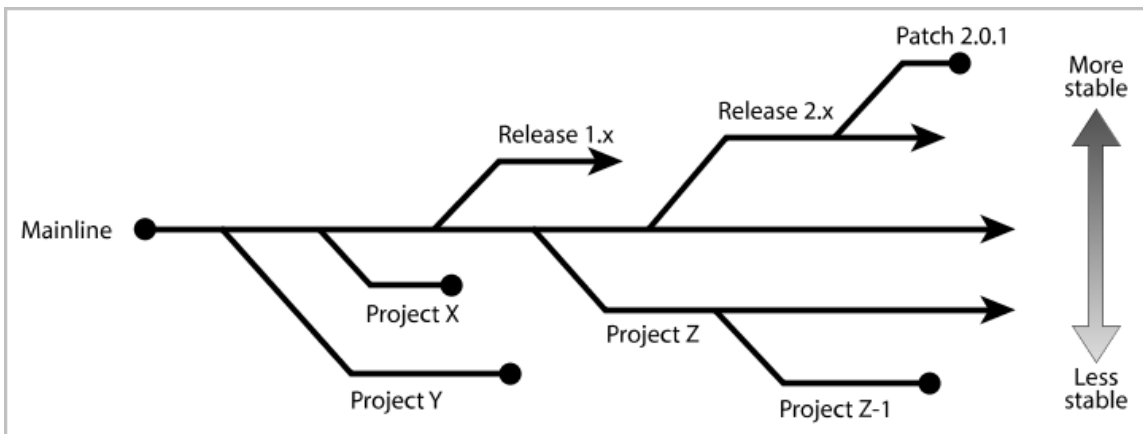 Patch 2.0.1
More
stable
Release 2.x
Release 1.x
Mainline
Project X
Project Z
Project Y
Less
stable
Project Z-1